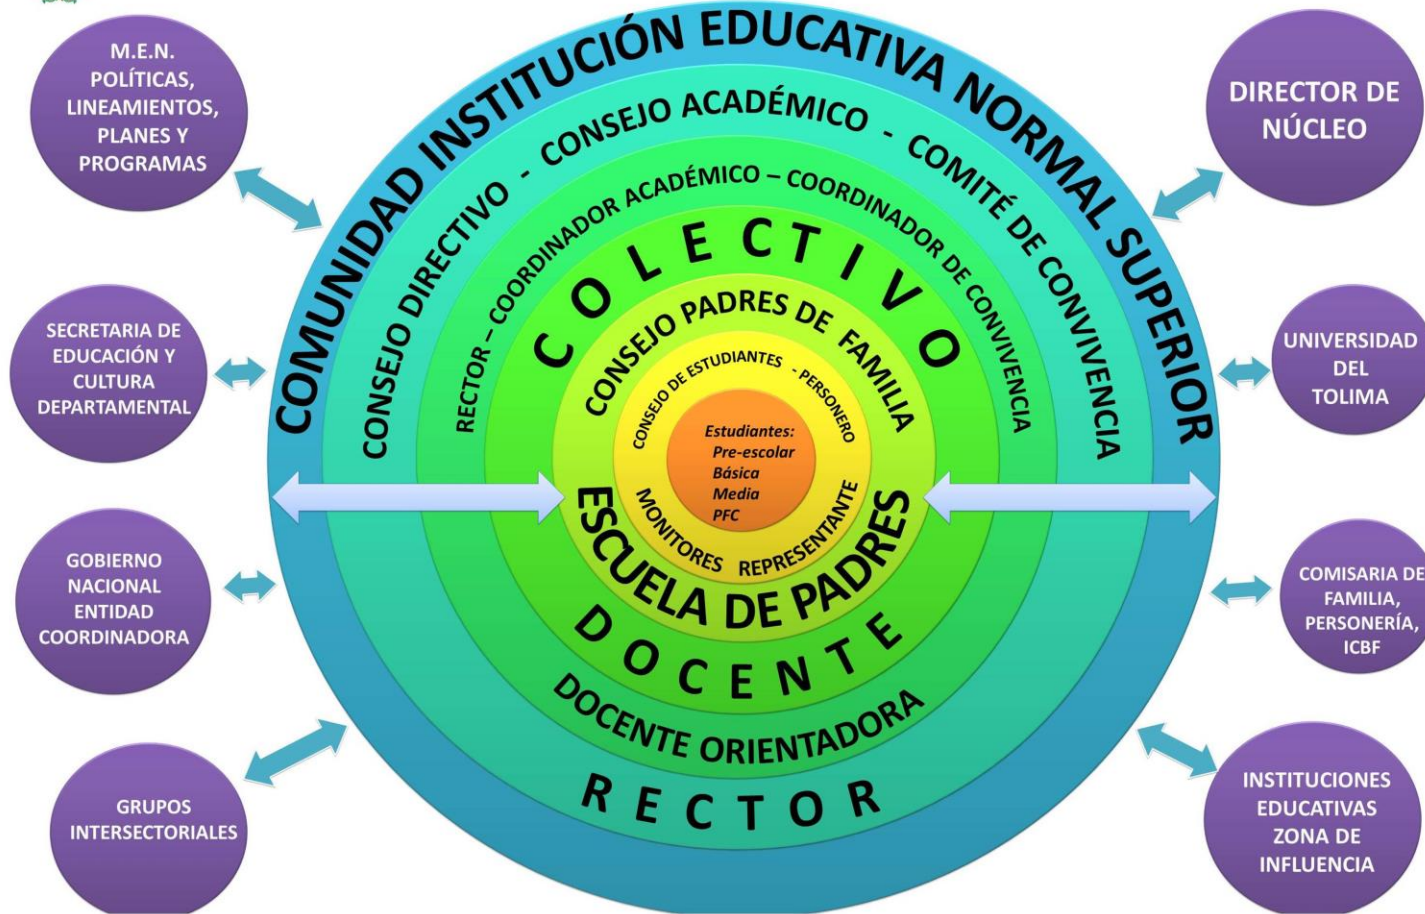 M.E.N.
POLÍTICAS,
LINEAMIENTOS,
PLANES Y
PROGRAMAS
SECRETARIA DE
EDUCACIÓN Y
CULTURA
DEPARTAMENTAL
GOBIERNO
NACIONAL
ENTIDAD
COORDINADORA
GRUPOS
INTERSECTORIALES
COMUNIDAD INSTITUCIÓN EDUCATIVA NORMAL SUPERIOR
CONSEJO DIRECTIVO - CONSEJO ACADÉMICO - COMITÉ DE CONVIVENCIA
RECTOR – COORDINADOR ACADÉMICO – COORDINADOR DE CONVIVENCIA
COLECTIVO
CONSEJO PADRES DE FAMILIA
CONSEJO DE ESTUDIANTES - PERSONERO
Estudiantes:
Pre-escolar
Básica
Media
PFC
MONITORES REPRESENTANTE
ESCUELA DE PADRES
DOCENTE
DOCENTE ORIENTADORA
RECTOR
DIRECTOR DE
NÚCLEO
UNIVERSIDAD
DEL
TOLIMA
COMISARIA DE
FAMILIA,
PERSONERÍA,
ICBF
INSTITUCIONES
EDUCATIVAS
ZONA DE
INFLUENCIA